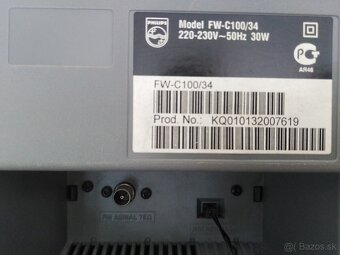 PHILIPS
Model FW-C100/34
220-230V~50Hz 30W
AR46
FW-C100/34
Prod. No.: KQ010132007619
FM AERIAL 75Ω
Bazos.sk